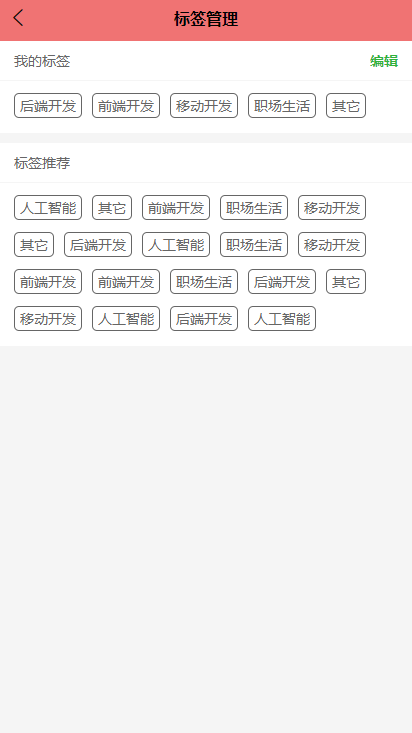 标签管理
我的标签 编辑
后端开发 前端开发 移动开发 职场生活 其它
标签推荐
人工智能 其它 前端开发 职场生活 移动开发
其它 后端开发 人工智能 职场生活 移动开发
前端开发 前端开发 职场生活 后端开发 其它
移动开发 人工智能 后端开发 人工智能